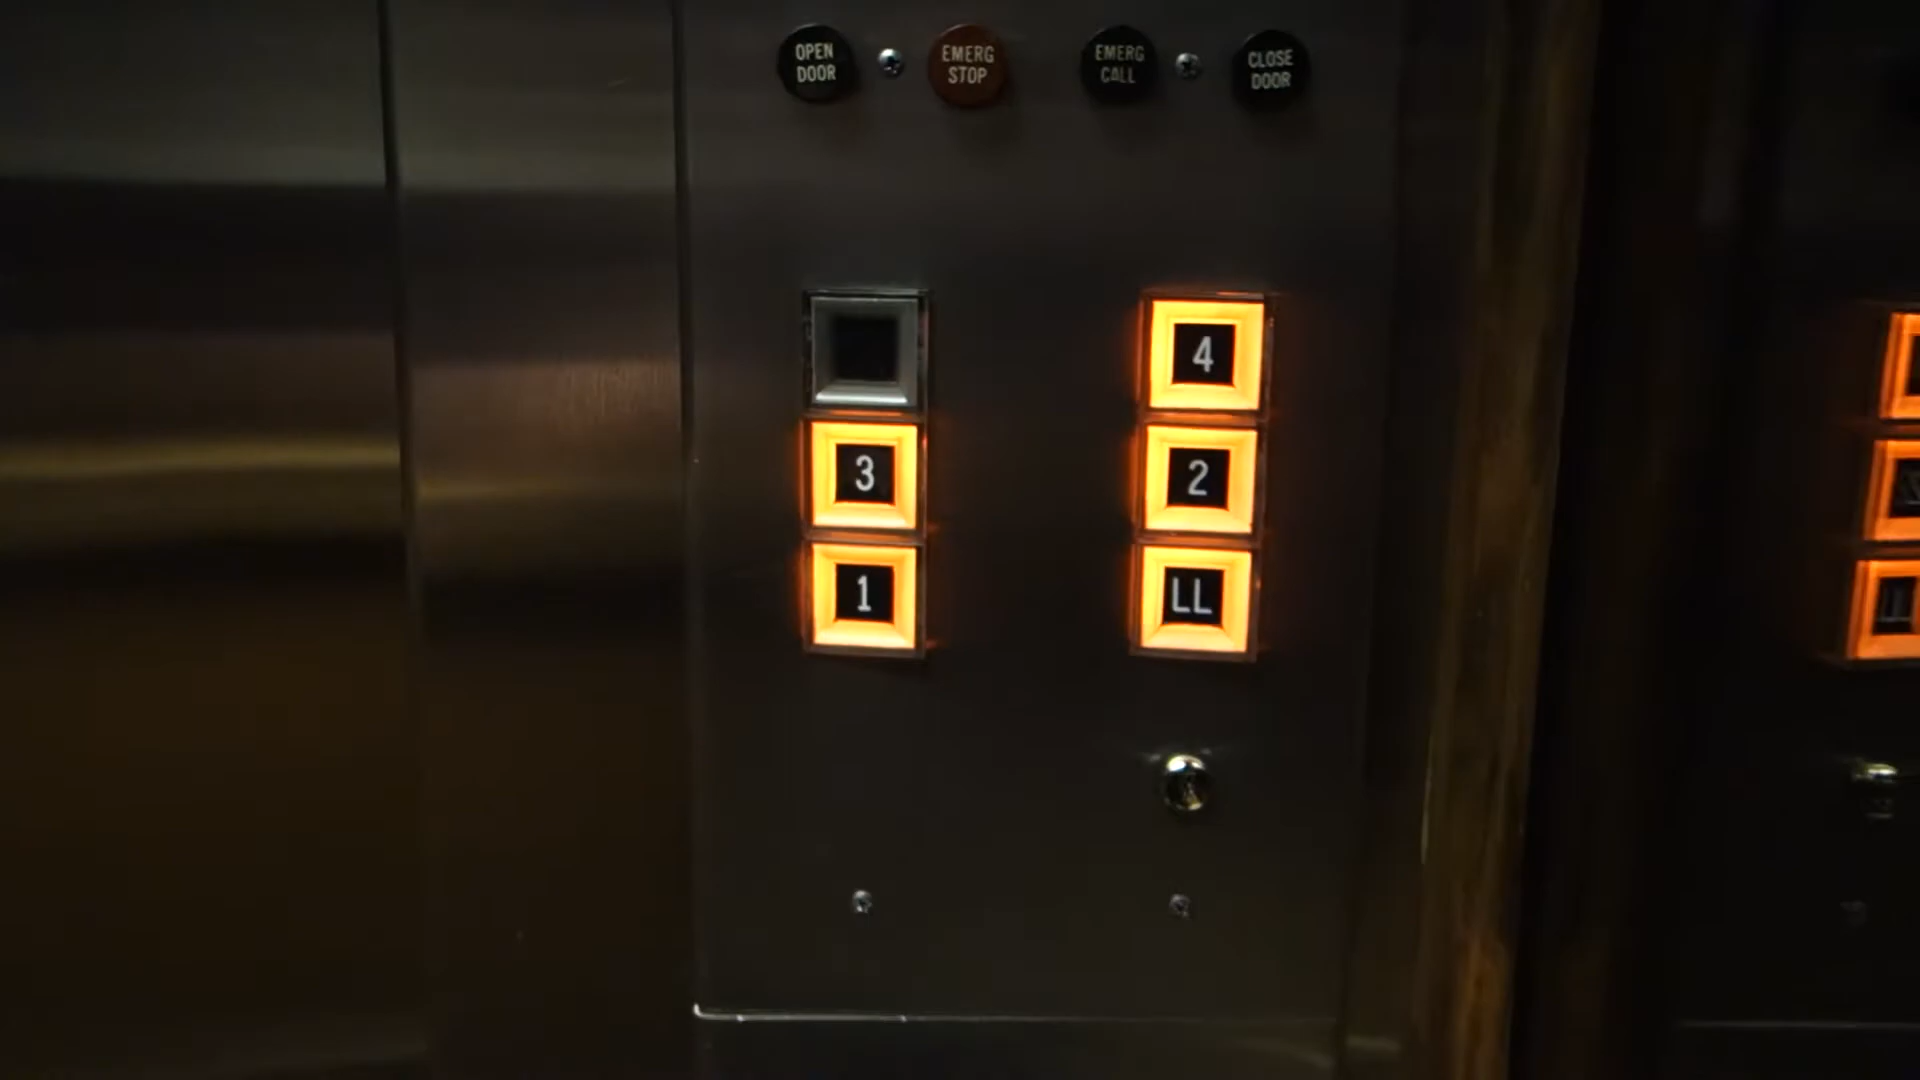 OPEN
DOOR
EMERG
STOP
EMERG
CALL
CLOSE
DOOR
4
3
2
1
LL